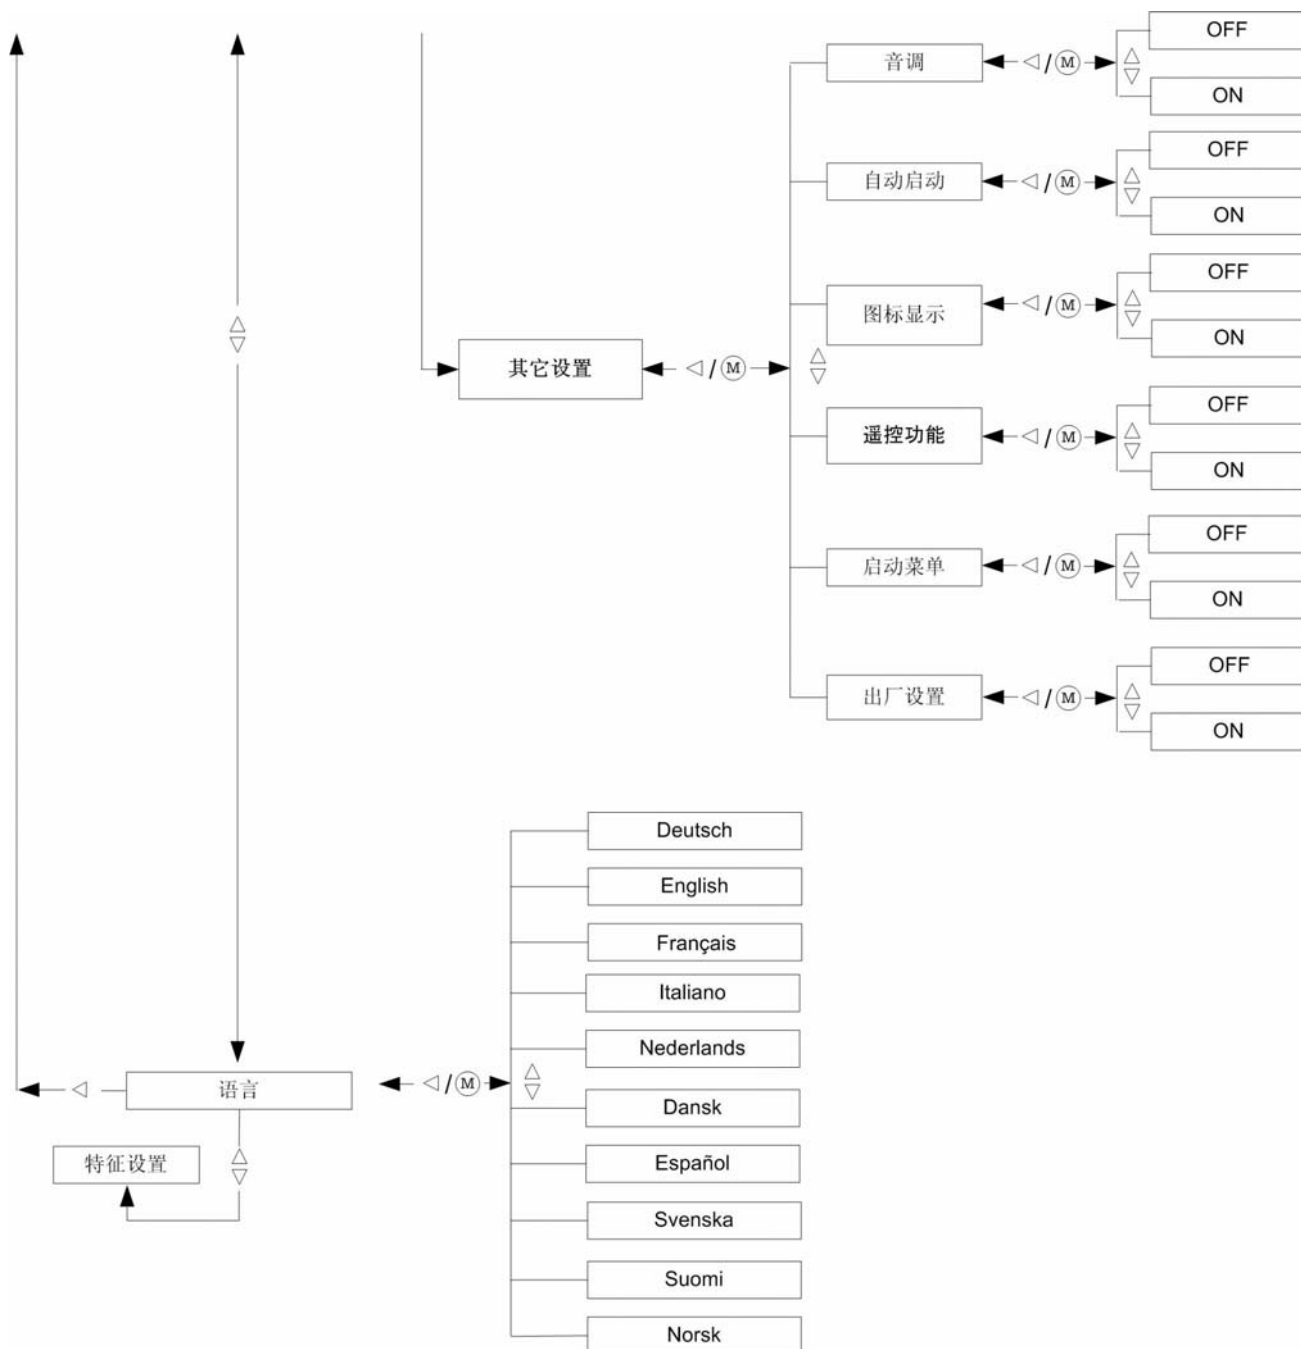 OFF
音调
/ M
ON
OFF
自动启动
/ M
ON
OFF
图标显示
/ M
ON
其它设置
/ M
OFF
遥控功能
/ M
ON
OFF
启动菜单
/ M
ON
OFF
出厂设置
/ M
ON
Deutsch
English
Français
Italiano
Nederlands
语言
/ M
Dansk
特征设置
Español
Svenska
Suomi
Norsk